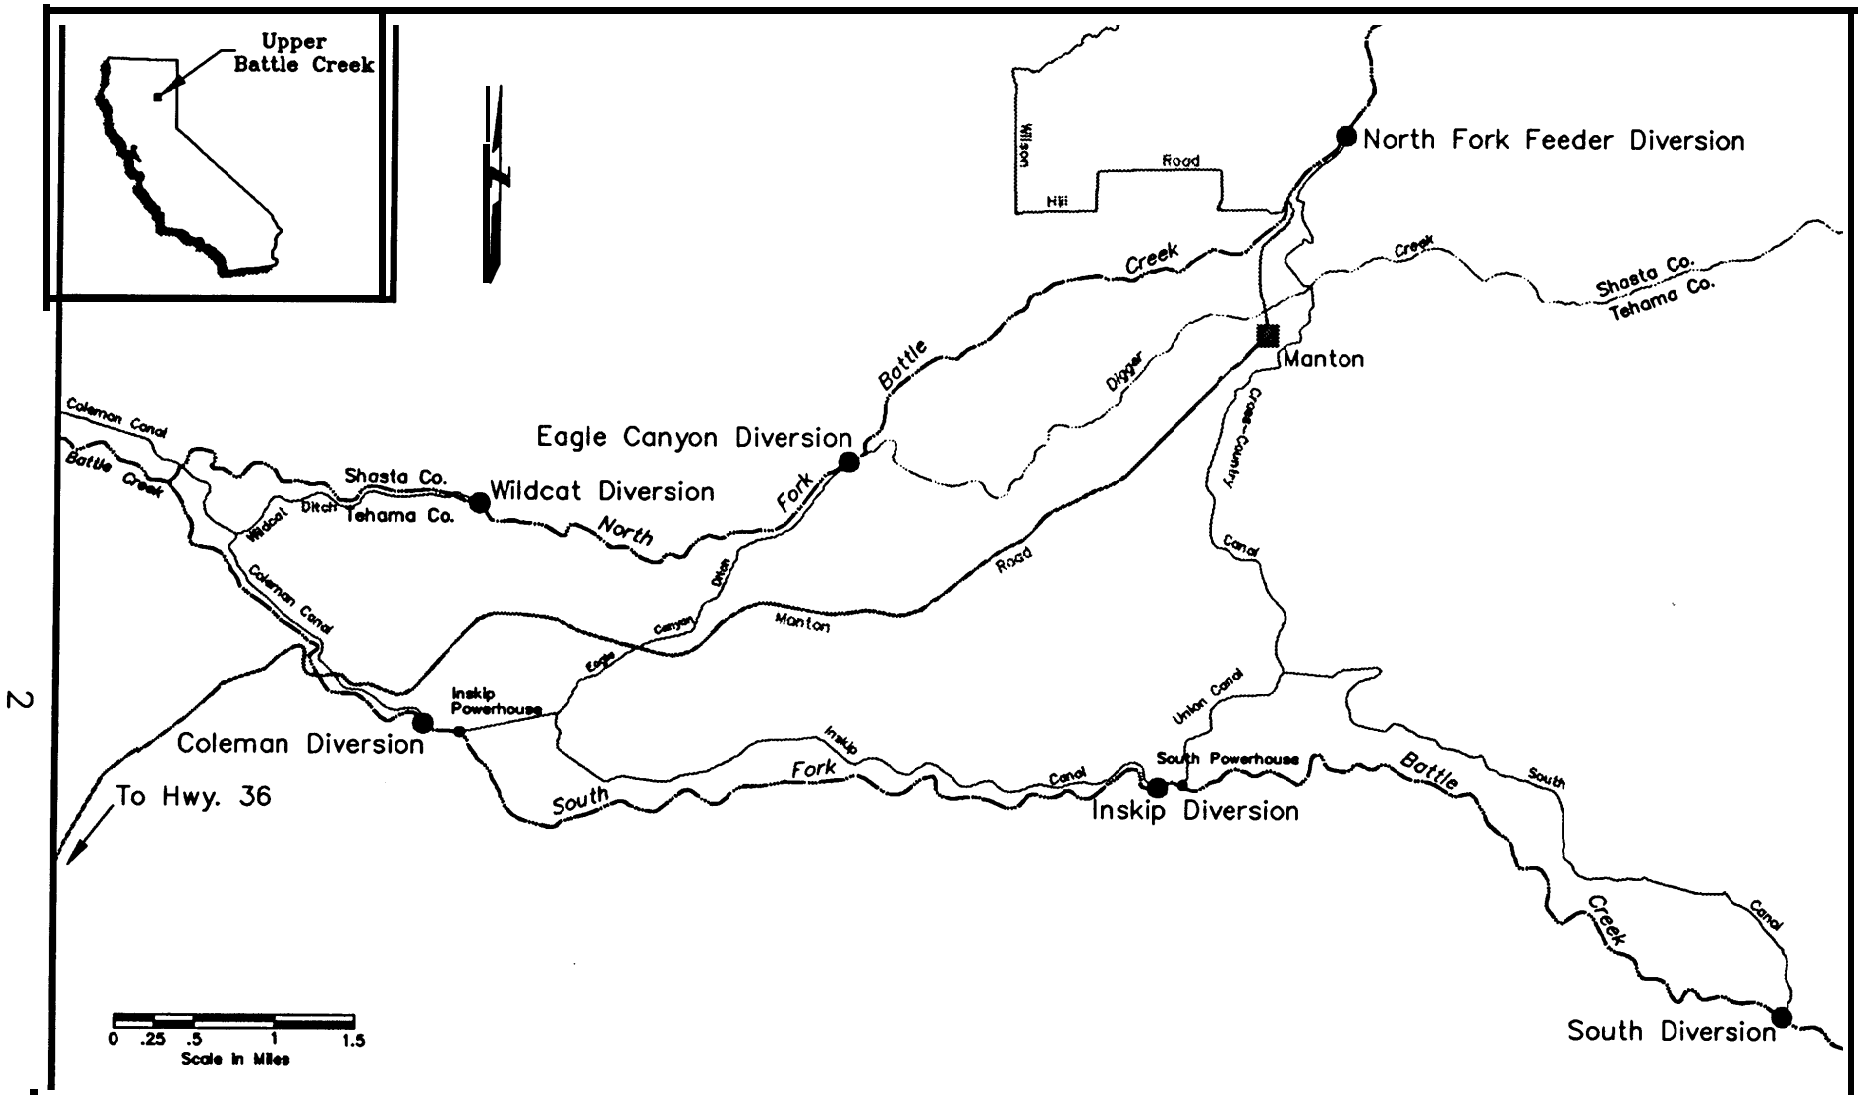 Upper
Battle Creek
N
North Fork Feeder Diversion
Wilson
Hill
Road
Creek
Creek
Shasta Co.
Tehama Co.
Battle
Digger
Manton
Coleman Canal
Battle Creek
Eagle Canyon Diversion
Shasta Co.
Wildcat Diversion
Wildcat
Ditch
Tehama Co.
Fork
North
Cross-Country
Canal
Road
Ditch
Coleman Canal
Manton
Canyon
Eagle
Inskip
Powerhouse
Coleman Diversion
Union Canal
Inskip
Canal
South Powerhouse
Fork
South
Battle
South
Inskip Diversion
To Hwy. 36
Creek
Canal
South Diversion
0 .25 .5 1 1.5
Scale in Miles
2